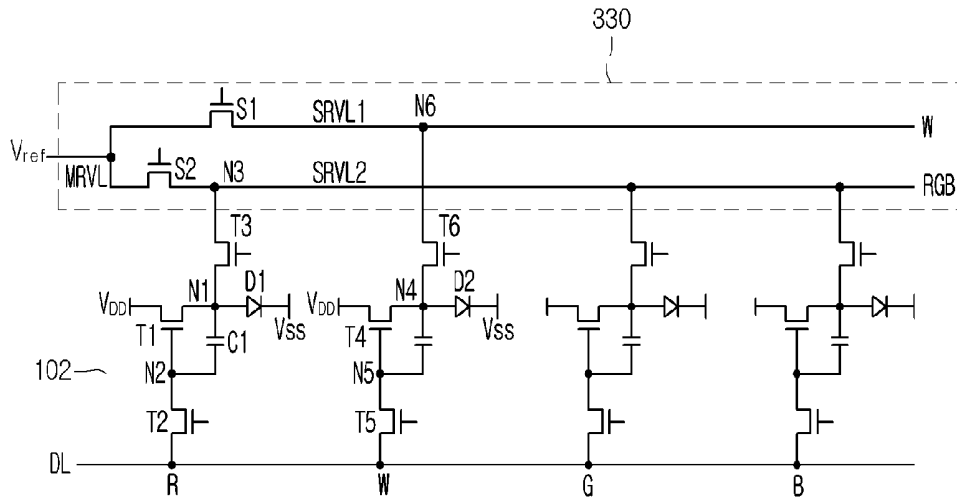 330
S1 SRVL1 N6 W
Vref
MRVL S2 N3 SRVL2 RGB
T3 T6
D1 D2
VDD N1 VDD N4
VSS VSS
T1 C1 T4
102 N2 N5
T2 T5
DL
R W G B